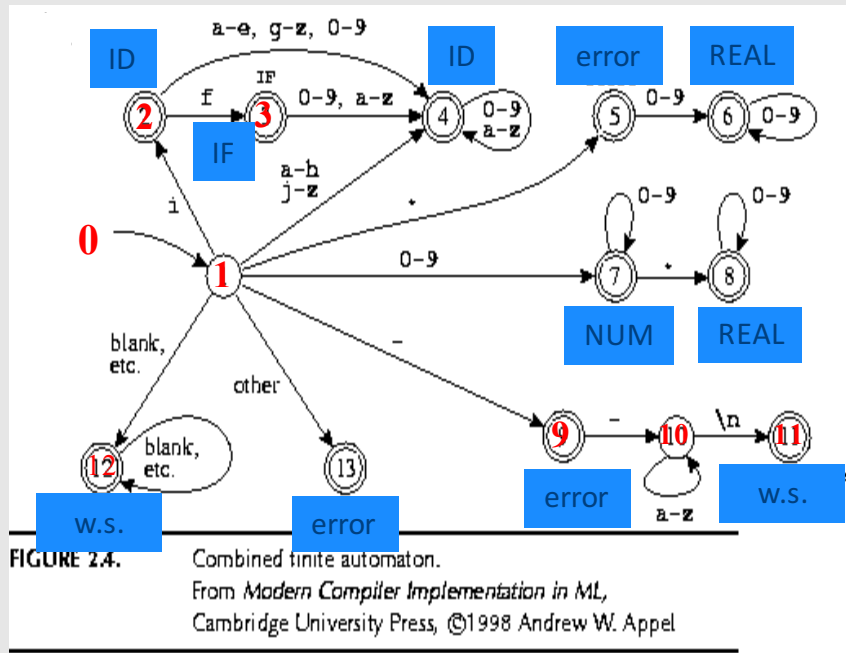 a-e, g-z, 0-9
ID
ID
error
REAL
2
f
IF
3
0-9, a-z
4
0-9
a-z
5
0-9
6
0-9
IF
a-h
j-z
.
i
0
1
0-9
0-9
7
.
0-9
8
NUM
REAL
blank,
etc.
other
–
12
blank,
etc.
13
9
–
10
\n
11
a-z
w.s.
error
error
w.s.
FIGURE 2.4. Combined finite automaton.
From Modern Compiler Implementation in ML,
Cambridge University Press, ©1998 Andrew W. Appel